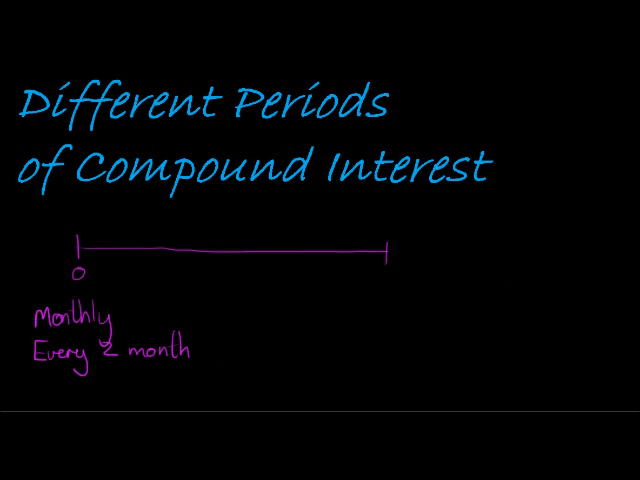 Different Periods
of Compound Interest
0
Monthly
Every 2 month